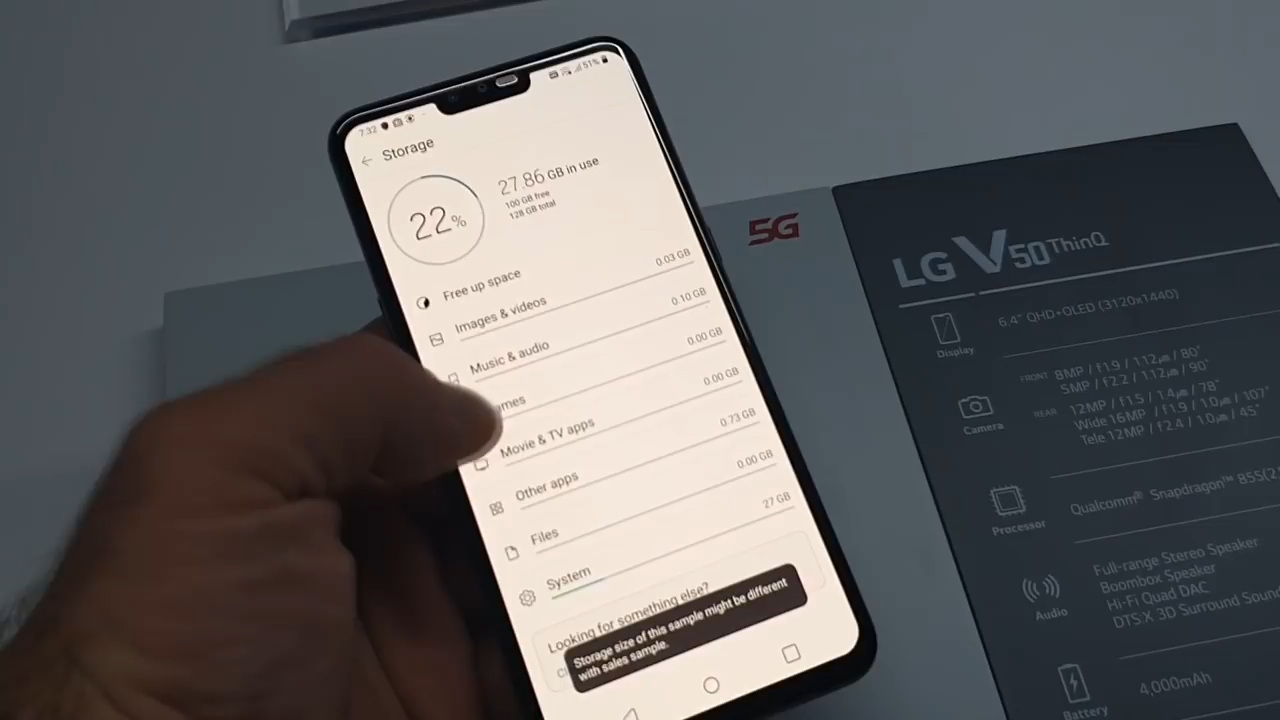 7:32
51%
Storage
22%
27.86 GB in use
100 GB free
128 GB total
Free up space
Images & videos
0.03 GB
Music & audio
0.10 GB
0.00 GB
Movie & TV apps
0.00 GB
Other apps
0.73 GB
Files
0.00 GB
System
27 GB
Looking for something else?
Storage size of this sample might be different
with sales sample.
5G
LG V50 ThinQ
Display
6.4" QHD+OLED (3120x1440)
Camera
FRONT 8MP / f1.9 / 1.12㎛ / 80˚
5MP / f2.2 / 1.12㎛ / 90˚
REAR 12MP / f1.5 / 1.4㎛ / 78˚
Wide 16MP / f1.9 / 1.0㎛ / 107˚
Tele 12MP / f2.4 / 1.0㎛ / 45˚
Processor
Qualcomm® Snapdragon™ 855
Audio
Full-range Stereo Speaker
Boombox Speaker
Hi-Fi Quad DAC
DTS:X 3D Surround Sound
Battery
4,000mAh